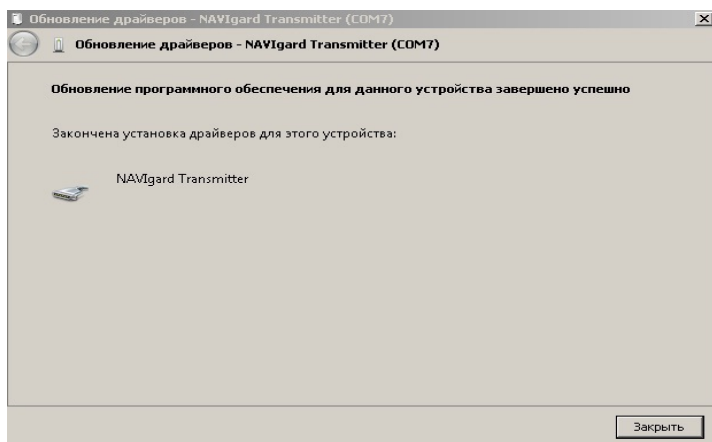 Обновление драйверов - NAVIgard Transmitter (COM7)
Обновление драйверов - NAVIgard Transmitter (COM7)
Обновление программного обеспечения для данного устройства завершено успешно
Закончена установка драйверов для этого устройства:
NAVIgard Transmitter
Закрыть